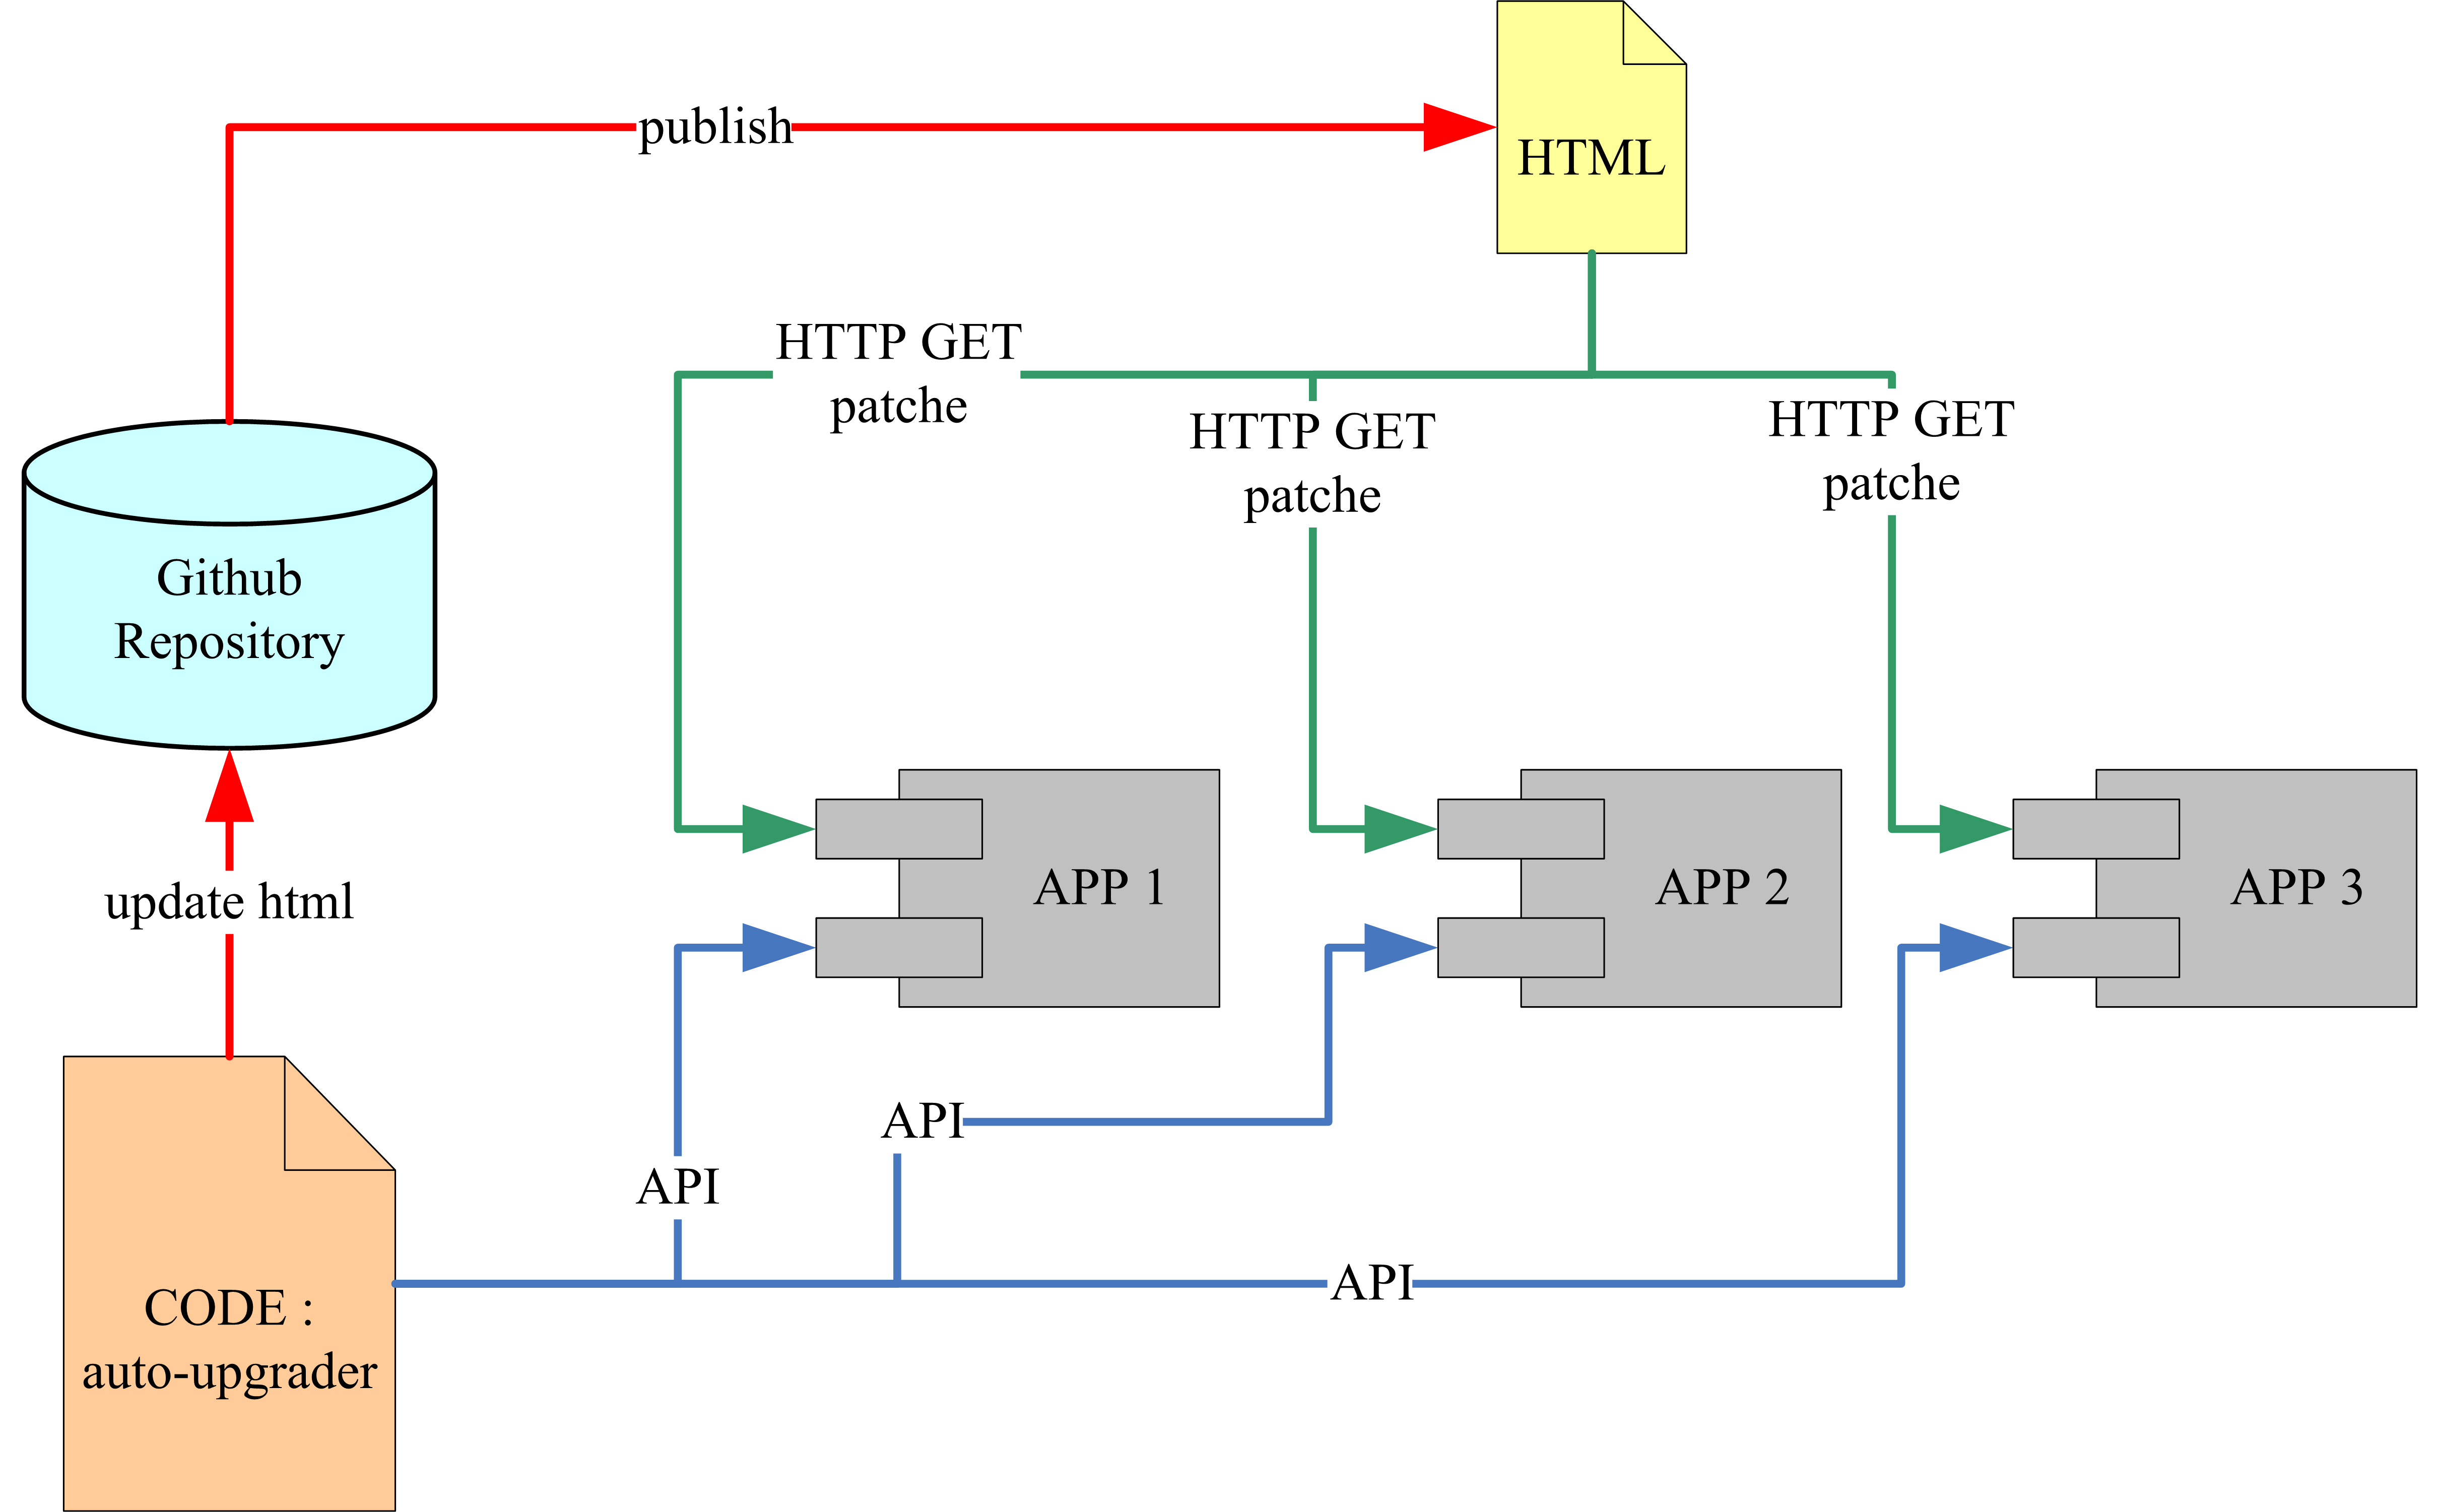 publish
HTML
HTTP GET
patche
HTTP GET
patche
HTTP GET
patche
Github
Repository
update html
APP 1
APP 2
APP 3
API
API
API
CODE :
auto-upgrader